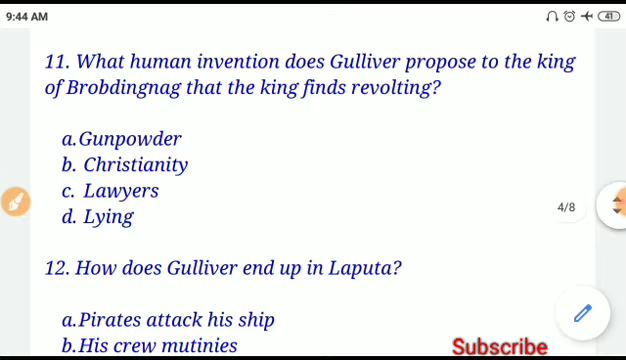 9:44 AM
41
11. What human invention does Gulliver propose to the king
of Brobdingnag that the king finds revolting?
a.Gunpowder
b. Christianity
c. Lawyers
4/8
d. Lying
12. How does Gulliver end up in Laputa?
a.Pirates attack his ship
b.His crew mutinies
Subscribe